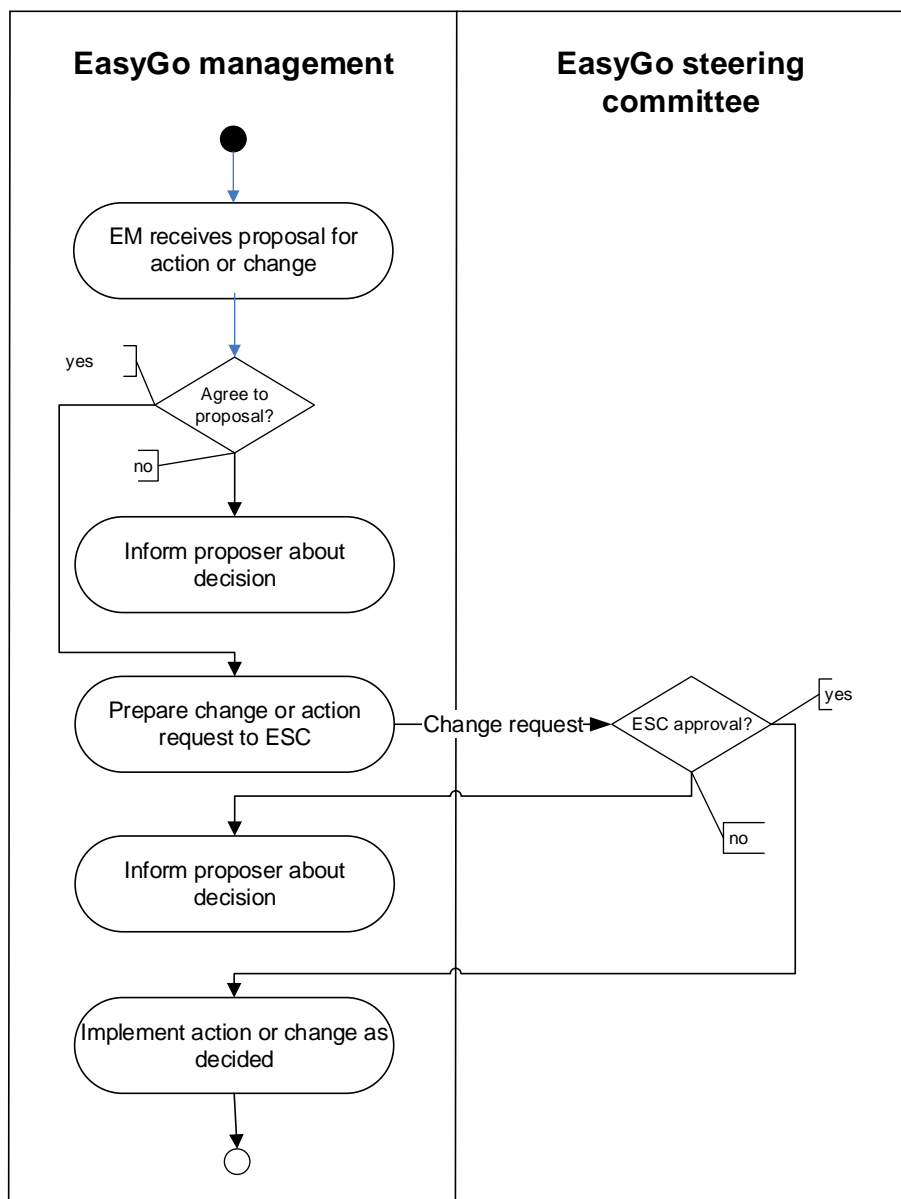 EasyGo management
EasyGo steering
committee
EM receives proposal for
action or change
yes
Agree to
proposal?
no
Inform proposer about
decision
Prepare change or action
request to ESC
Change request
ESC approval?
yes
no
Inform proposer about
decision
Implement action or change as
decided